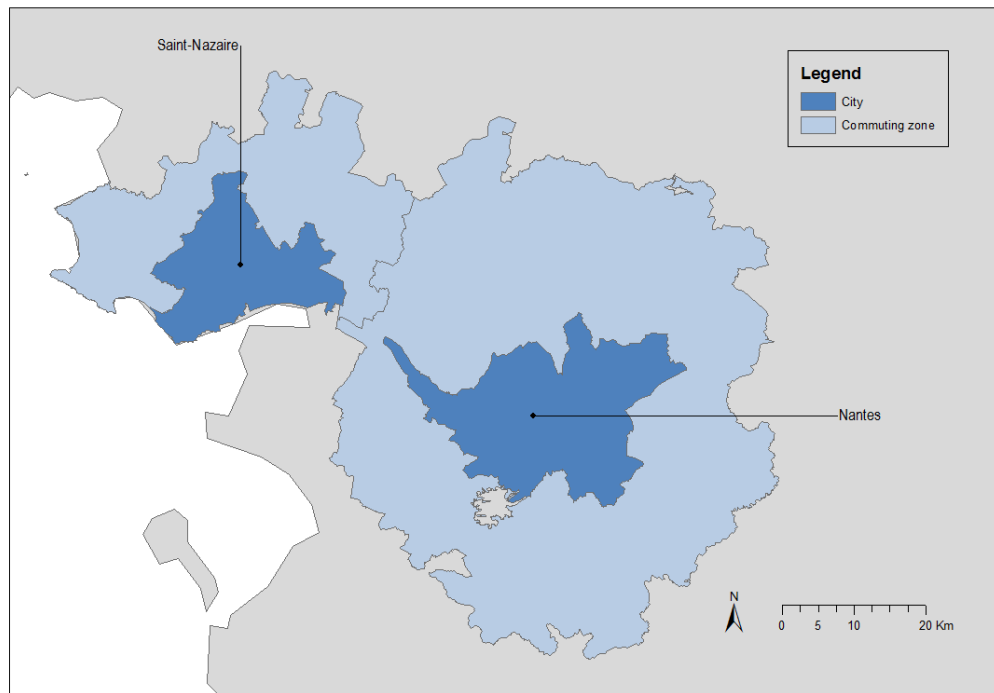 Saint-Nazaire
Legend
City
Commuting zone
Nantes
N
0 5 10 20 Km